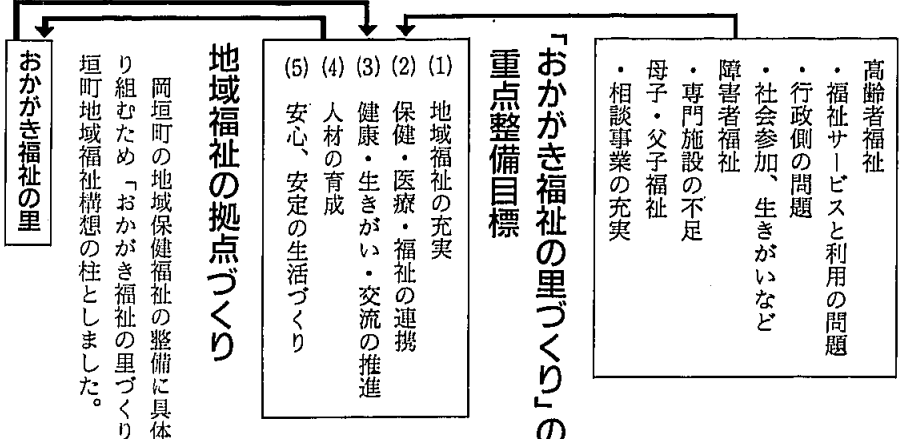 高齢者福祉
・福祉サービスと利用の問題
・行政側の問題
・社会参加、生きがいなど
障害者福祉
・専門施設の不足
母子・父子福祉
・相談事業の充実
「おかがき福祉の里づくり」の
重点整備目標
(1) 地域福祉の充実
(2) 保健・医療・福祉の連携
(3) 健康・生きがい・交流の推進
(4) 人材の育成
(5) 安心、安定の生活づくり
地域福祉の拠点づくり
岡垣町の地域保健福祉の整備に具体
り組むため「おかがき福祉の里づくり
垣町地域福祉構想の柱としました。
おかがき福祉の里